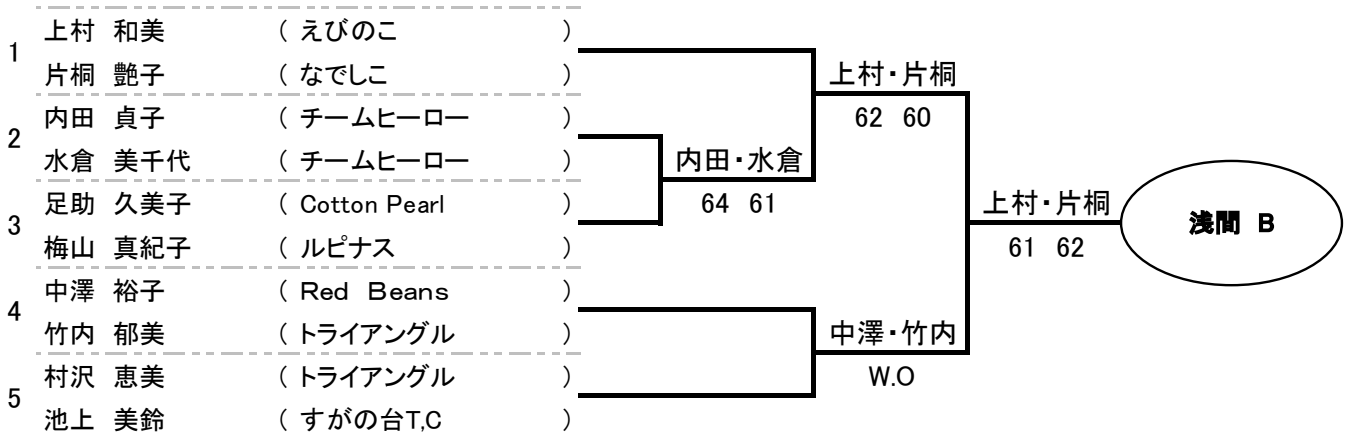 1
上村 和美 ( えびのこ )
片桐 艶子 ( なでしこ )
2
内田 貞子 ( チームヒーロー )
水倉 美千代 ( チームヒーロー )
3
足助 久美子 ( Cotton Pearl )
梅山 真紀子 ( ルピナス )
4
中澤 裕子 ( Red Beans )
竹内 郁美 ( トライアングル )
5
村沢 恵美 ( トライアングル )
池上 美鈴 ( すがの台T,C )
内田・水倉
64 61
上村・片桐
62 60
中澤・竹内
W.O
上村・片桐
61 62
浅間 B